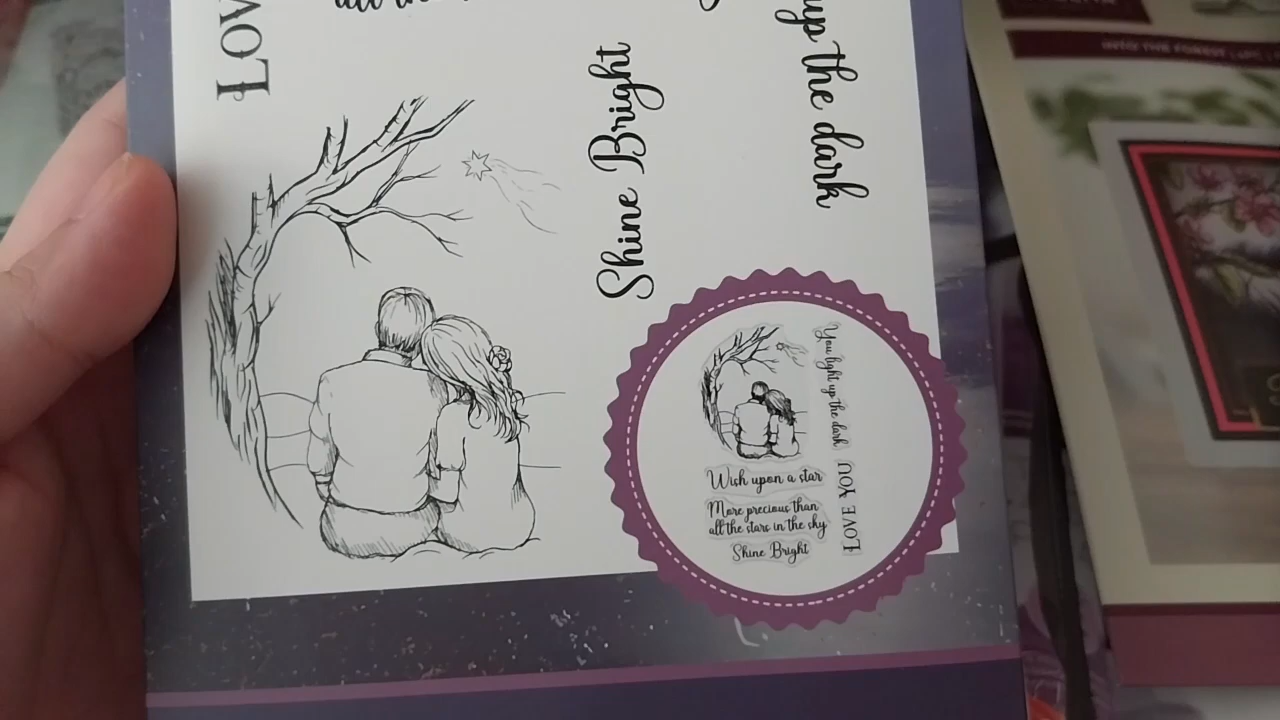 Shine Bright
up the dark
You light up the dark
LOVE YOU
Wish upon a star
More precious than
all the stars in the sky
Shine Bright